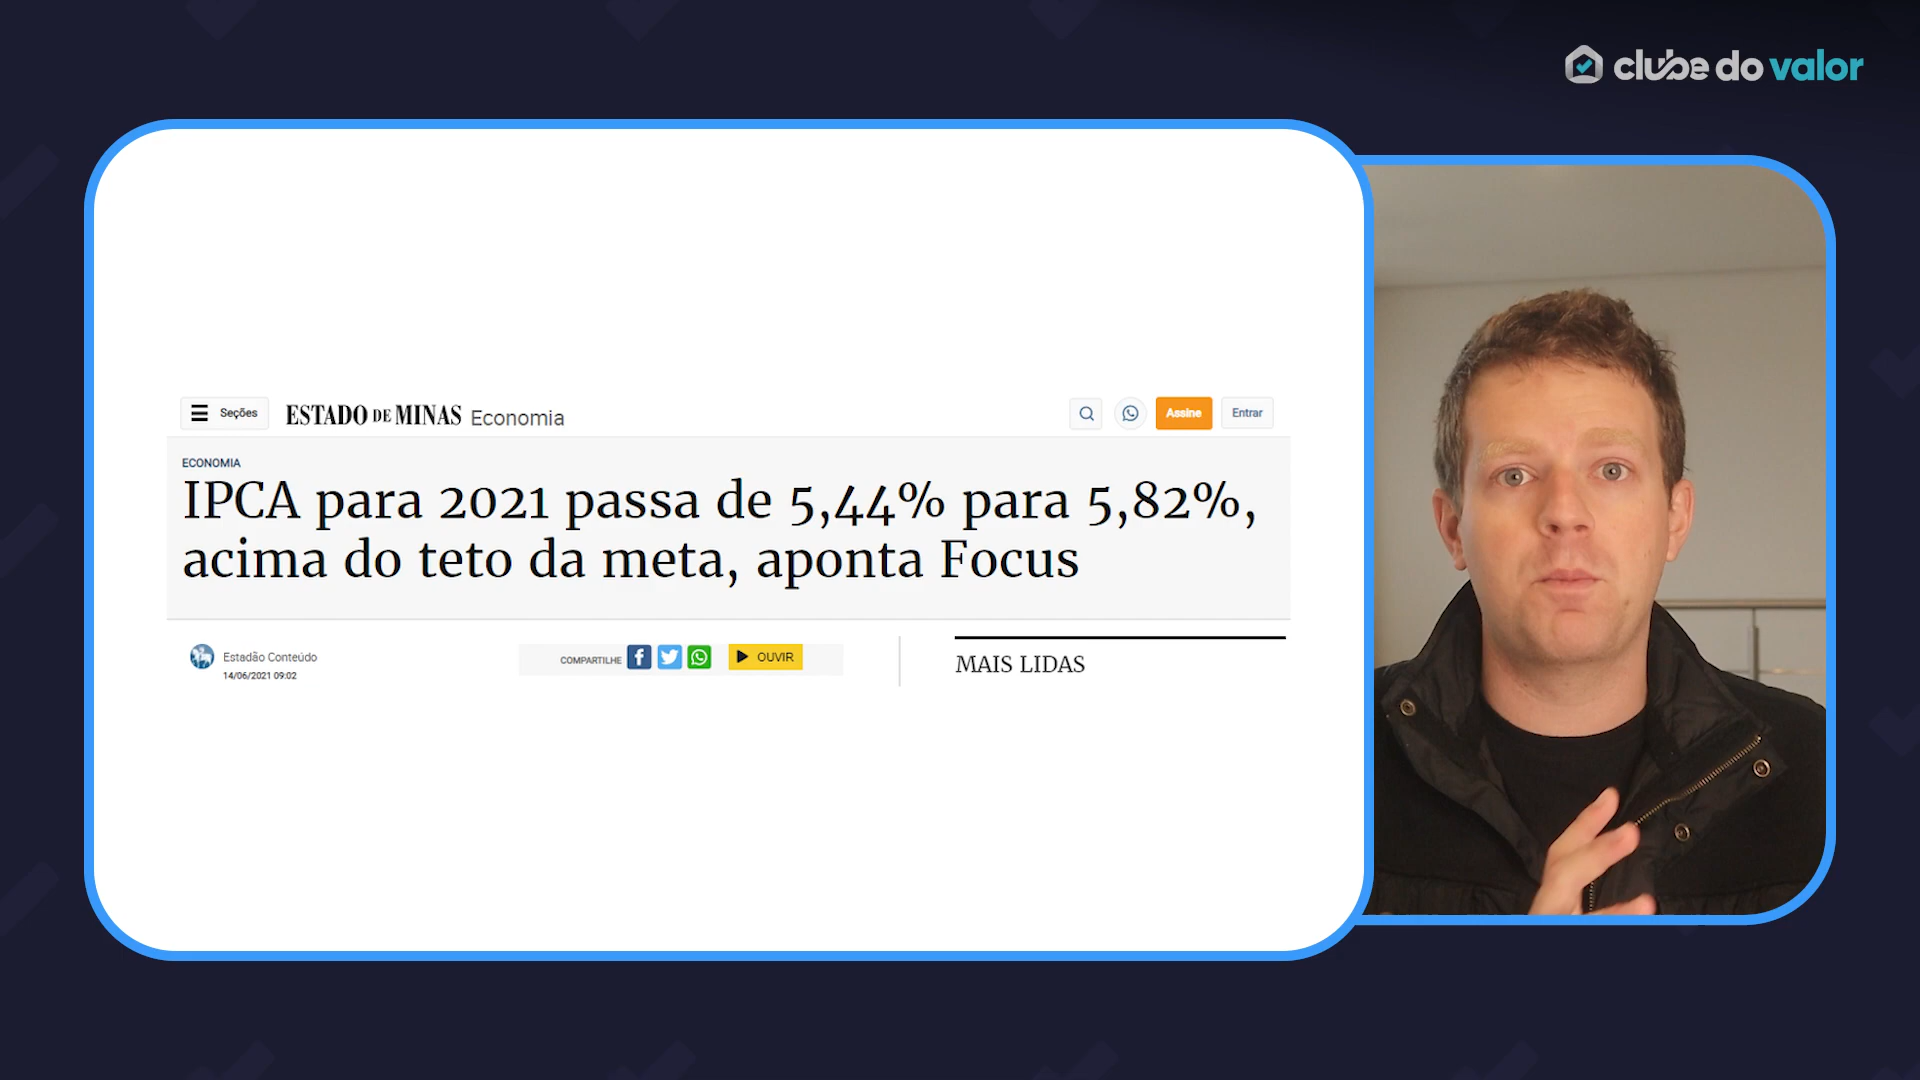 clube do valor
Seções
ESTADO DE MINAS Economia
Assine
Entrar
ECONOMIA
IPCA para 2021 passa de 5,44% para 5,82%,
acima do teto da meta, aponta Focus
Estadão Conteúdo
14/06/2021 09:02
COMPARTILHE
OUVIR
MAIS LIDAS